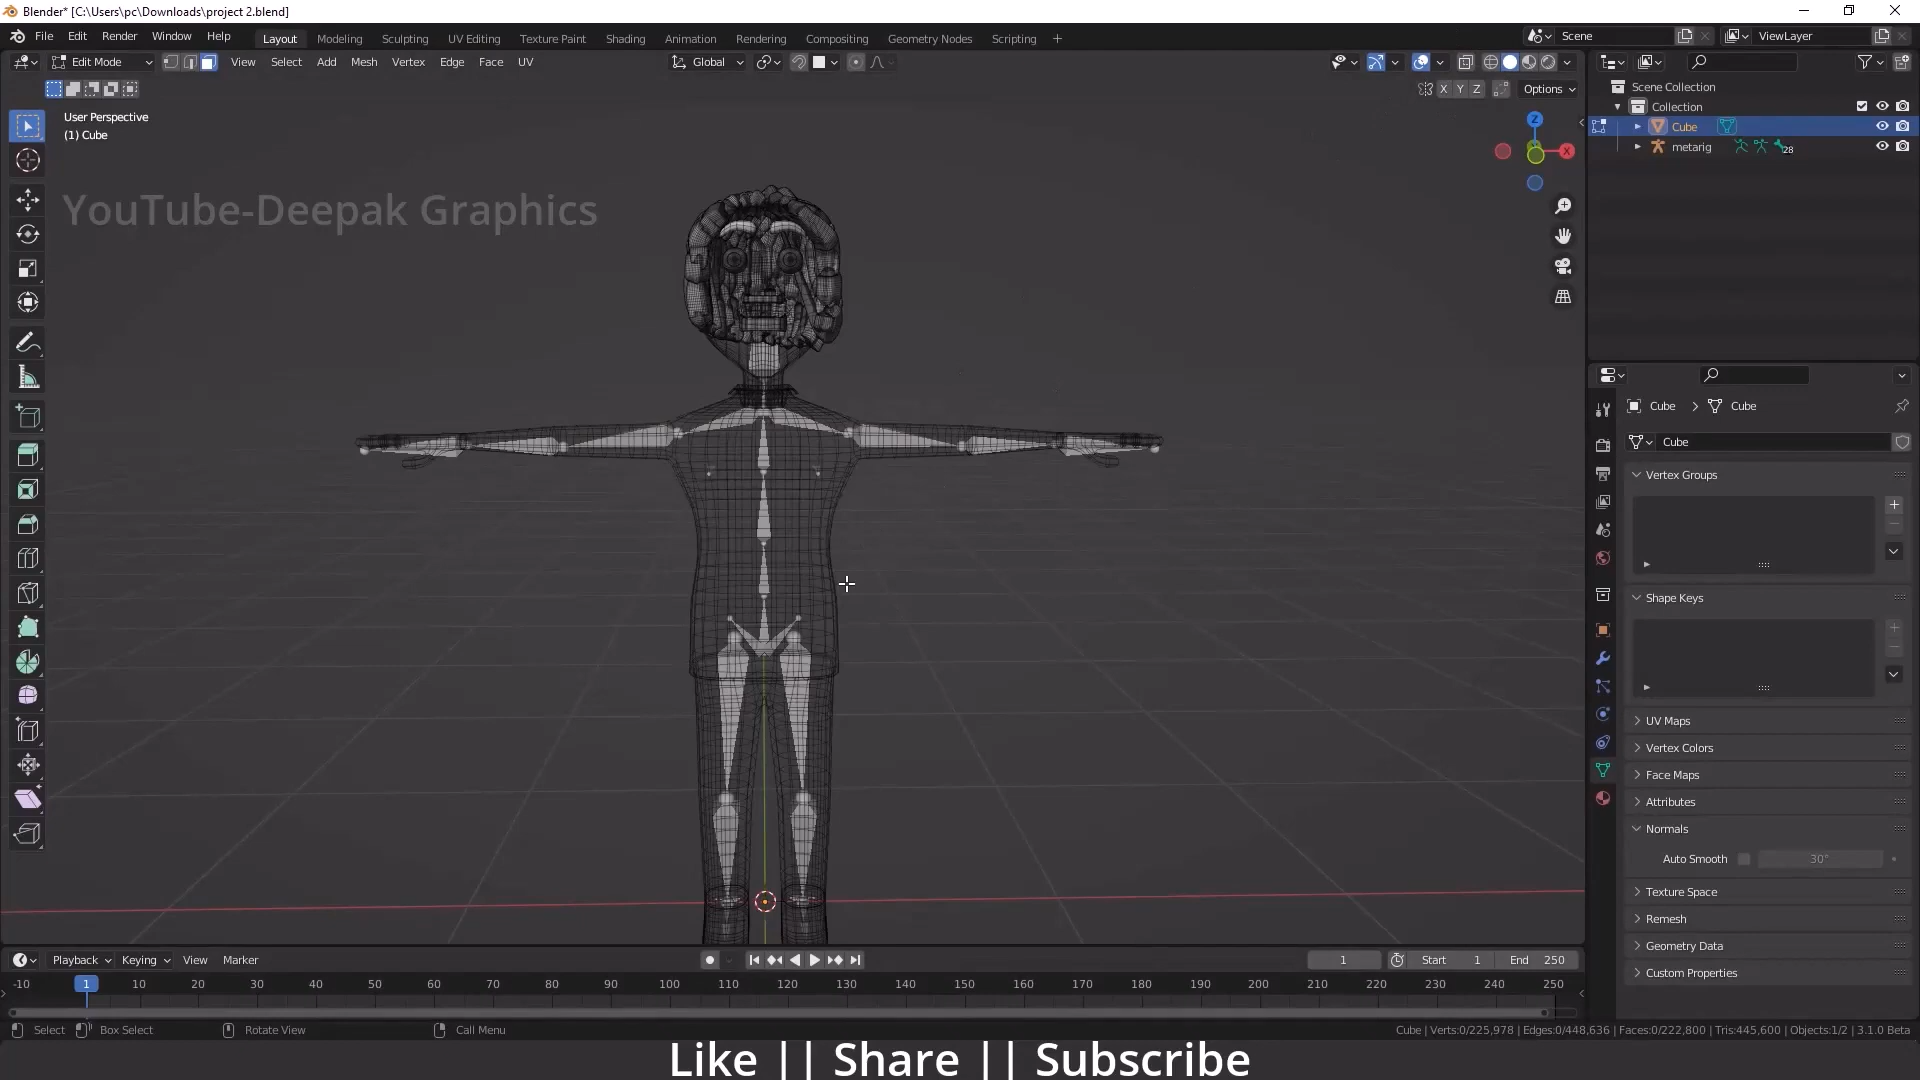 Blender* [C:\Users\pc\Downloads\project 2.blend]
File Edit Render Window Help Layout Modeling Sculpting UV Editing Texture Paint Shading Animation Rendering Compositing Geometry Nodes Scripting + Scene ViewLayer
Edit Mode View Select Add Mesh Vertex Edge Face UV Global
X Y Z Options
Scene Collection
Collection
Cube
metarig 28
User Perspective
(1) Cube
Z
X
YouTube-Deepak Graphics
Cube > Cube
Cube
Vertex Groups
Shape Keys
UV Maps
Vertex Colors
Face Maps
Attributes
Normals
Auto Smooth 30°
Texture Space
Remesh
Geometry Data
Custom Properties
Playback Keying View Marker 1 Start 1 End 250
-10 1 10 20 30 40 50 60 70 80 90 100 110 120 130 140 150 160 170 180 190 200 210 220 230 240 250
Select Box Select Rotate View Call Menu Cube | Verts:0/225,978 | Edges:0/448,636 | Faces:0/222,800 | Tris:445,600 | Objects:1/2 | 3.1.0 Beta
Like || Share || Subscribe